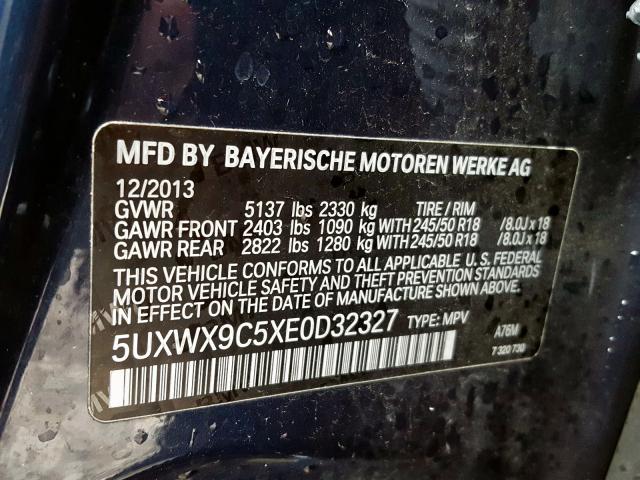 MFD BY BAYERISCHE MOTOREN WERKE AG
12/2013
GVWR 5137 lbs 2330 kg TIRE / RIM
GAWR FRONT 2403 lbs 1090 kg WITH 245/50 R18 /8.0J x 18
GAWR REAR 2822 lbs 1280 kg WITH 245/50 R18 /8.0J x 18
THIS VEHICLE CONFORMS TO ALL APPLICABLE U. S. FEDERAL
MOTOR VEHICLE SAFETY AND THEFT PREVENTION STANDARDS
IN EFFECT ON THE DATE OF MANUFACTURE SHOWN ABOVE.
5UXWX9C5XE0D32327 TYPE: MPV A76M
7 320 730